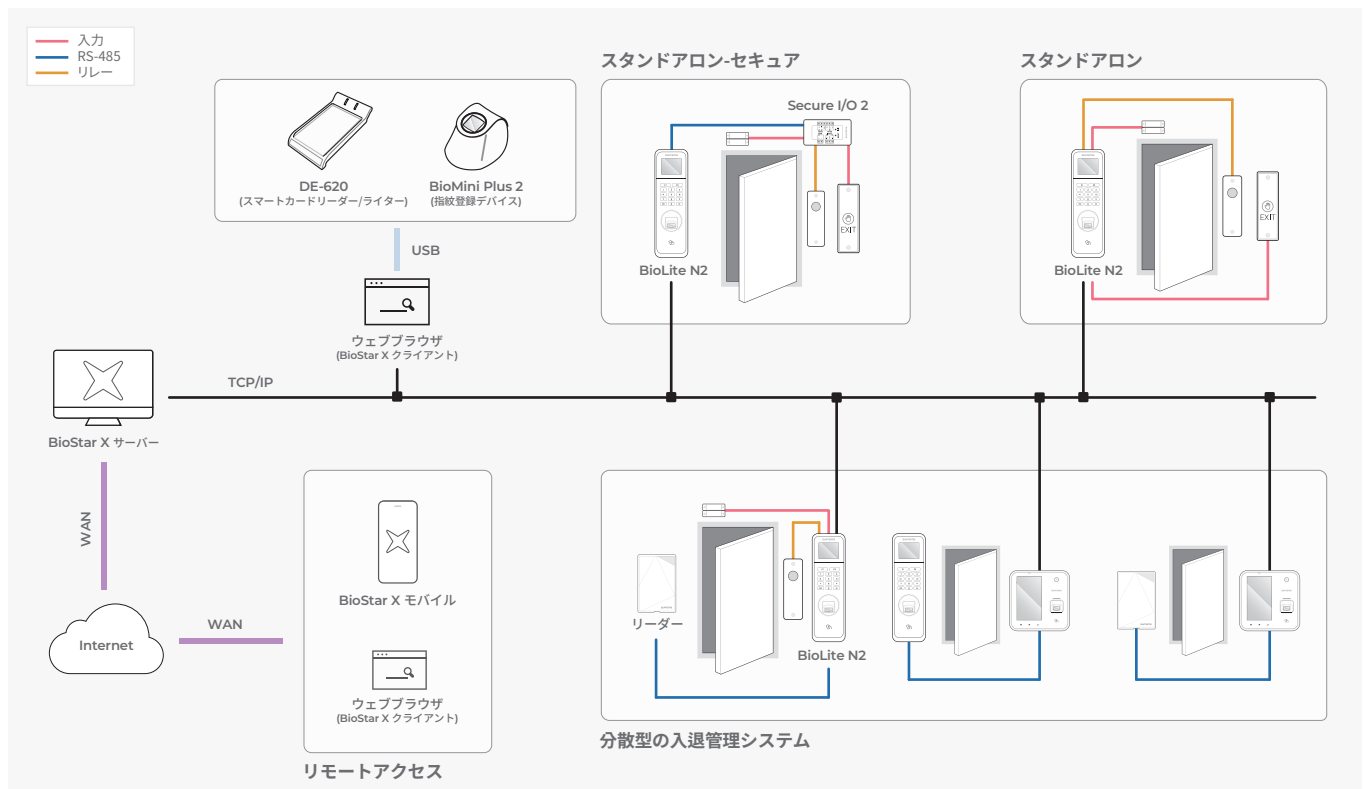 入力
RS-485
リレー
DE-620
(スマートカードリーダー/ライター)
BioMini Plus 2
(指紋登録デバイス)
USB
ウェブブラウザ
(BioStar X クライアント)
スタンドアロン-セキュア
Secure I/O 2
EXIT
BioLite N2
スタンドアロン
EXIT
BioLite N2
TCP/IP
BioStar X サーバー
WAN
Internet
WAN
BioStar X モバイル
ウェブブラウザ
(BioStar X クライアント)
リモートアクセス
リーダー
BioLite N2
分散型の入退管理システム